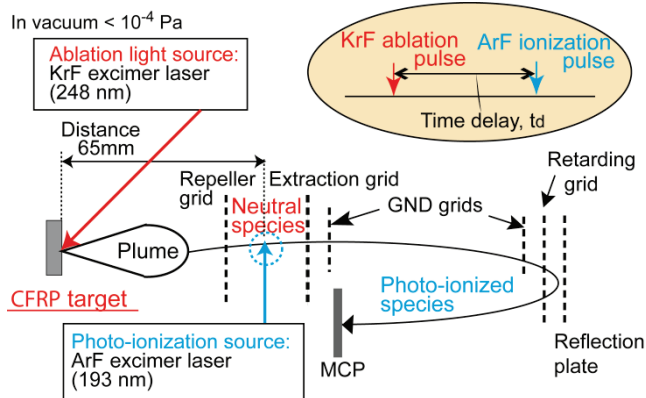 In vacuum < 10⁻⁴ Pa
Ablation light source:
KrF excimer laser
(248 nm)
KrF ablation
pulse
ArF ionization
pulse
Time delay, td
Distance
65mm
Repeller
grid
Extraction grid
Neutral
species
GND grids
Retarding
grid
Plume
CFRP target
Photo-ionized
species
Photo-ionization source:
ArF excimer laser
(193 nm)
MCP
Reflection
plate